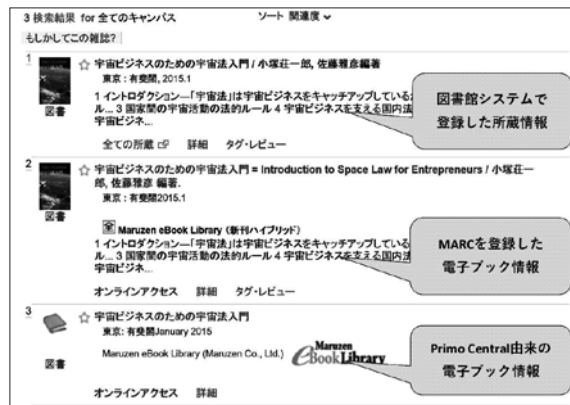 3 検索結果 for 全てのキャンパス ソート 関連度
もしかしてこの雑誌?
1
宇宙ビジネスのための宇宙法入門 / 小塚荘一郎, 佐藤雅彦編著
東京 : 有斐閣, 2015.1
1 イントロダクション―「宇宙法」は宇宙ビジネスをキャッチアップしているか
ル... 3 国家間の宇宙活動の法的ルール 4 宇宙ビジネスを支える国内法
宇宙ビジネ...
図書
全ての所蔵 詳細 タグ・レビュー
図書館システムで
登録した所蔵情報
2
宇宙ビジネスのための宇宙法入門 = Introduction to Space Law for Entrepreneurs / 小塚荘一
郎, 佐藤雅彦 編著.
東京 : 有斐閣2015.1
図書
Maruzen eBook Library (新刊ハイブリッド)
1 イントロダクション―「宇宙法」は宇宙ビジネスをキャッチアップしている
ル... 3 国家間の宇宙活動の法的ルール 4 宇宙ビジネスを支える国内法
宇宙ビジネ...
オンラインアクセス 詳細 タグ・レビュー
MARCを登録した
電子ブック情報
3
宇宙ビジネスのための宇宙法入門
東京: 有斐閣January 2015
Maruzen eBook Library (Maruzen Co., Ltd.)
Maruzen
eBook Library
図書
オンラインアクセス 詳細
Primo Central由来の
電子ブック情報